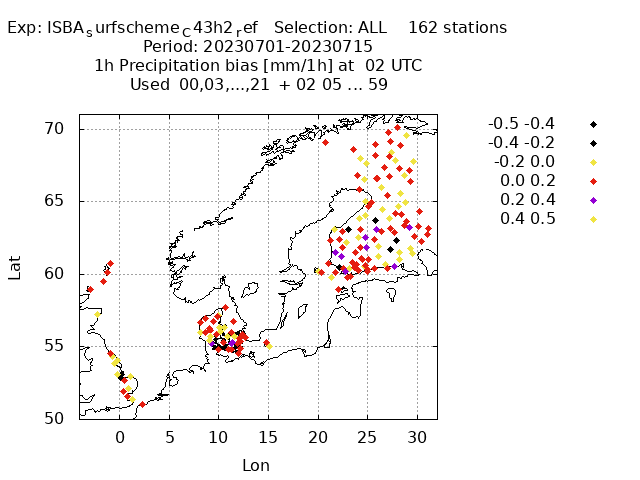 Exp: ISBAsurfschemeC43h2ref   Selection: ALL    162 stations
Period: 20230701-20230715
1h Precipitation bias [mm/1h] at  02 UTC
Used  00,03,...,21  + 02 05 ... 59
-0.5 -0.4
-0.4 -0.2
-0.2 0.0
0.0 0.2
0.2 0.4
0.4 0.5
70
65
60
55
50
Lat
0 5 10 15 20 25 30
Lon